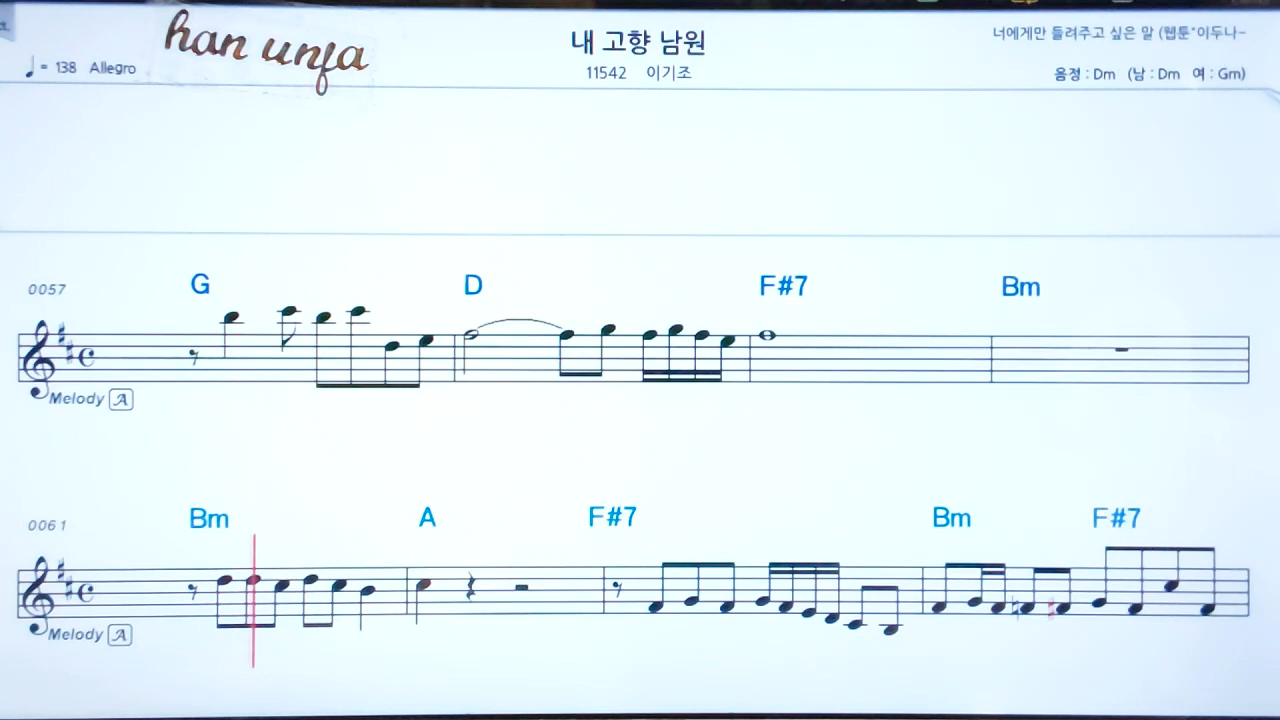 han unfa
내 고향 남원
너에게만 들려주고 싶은 말 (웹툰"이두나~
♩ = 138 Allegro
11542 이기조
음정 : Dm (남 : Dm 여 : Gm)
0057 G D F#7 Bm
Melody A
0061 Bm A F#7 Bm F#7
Melody A